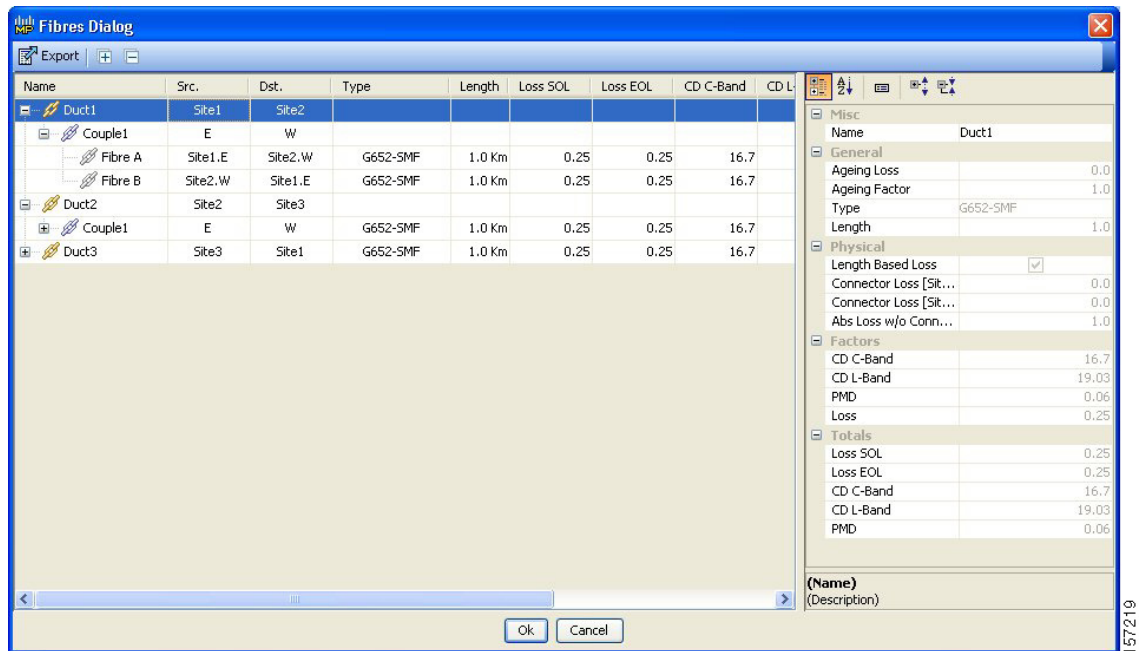 MP Fibres Dialog
Export
Name Src. Dst. Type Length Loss SOL Loss EOL CD C-Band CD L-
Duct1 Site1 Site2
Couple1 E W
Fibre A Site1.E Site2.W G652-SMF 1.0 Km 0.25 0.25 16.7
Fibre B Site2.W Site1.E G652-SMF 1.0 Km 0.25 0.25 16.7
Duct2 Site2 Site3
Couple1 E W G652-SMF 1.0 Km 0.25 0.25 16.7
Duct3 Site3 Site1 G652-SMF 1.0 Km 0.25 0.25 16.7
Misc
Name Duct1
General
Ageing Loss 0.0
Ageing Factor 1.0
Type G652-SMF
Length 1.0
Physical
Length Based Loss
Connector Loss [Sit... 0.0
Connector Loss [Sit... 0.0
Abs Loss w/o Conn... 1.0
Factors
CD C-Band 16.7
CD L-Band 19.03
PMD 0.06
Loss 0.25
Totals
Loss SOL 0.25
Loss EOL 0.25
CD C-Band 16.7
CD L-Band 19.03
PMD 0.06
(Name)
(Description)
Ok Cancel
157219